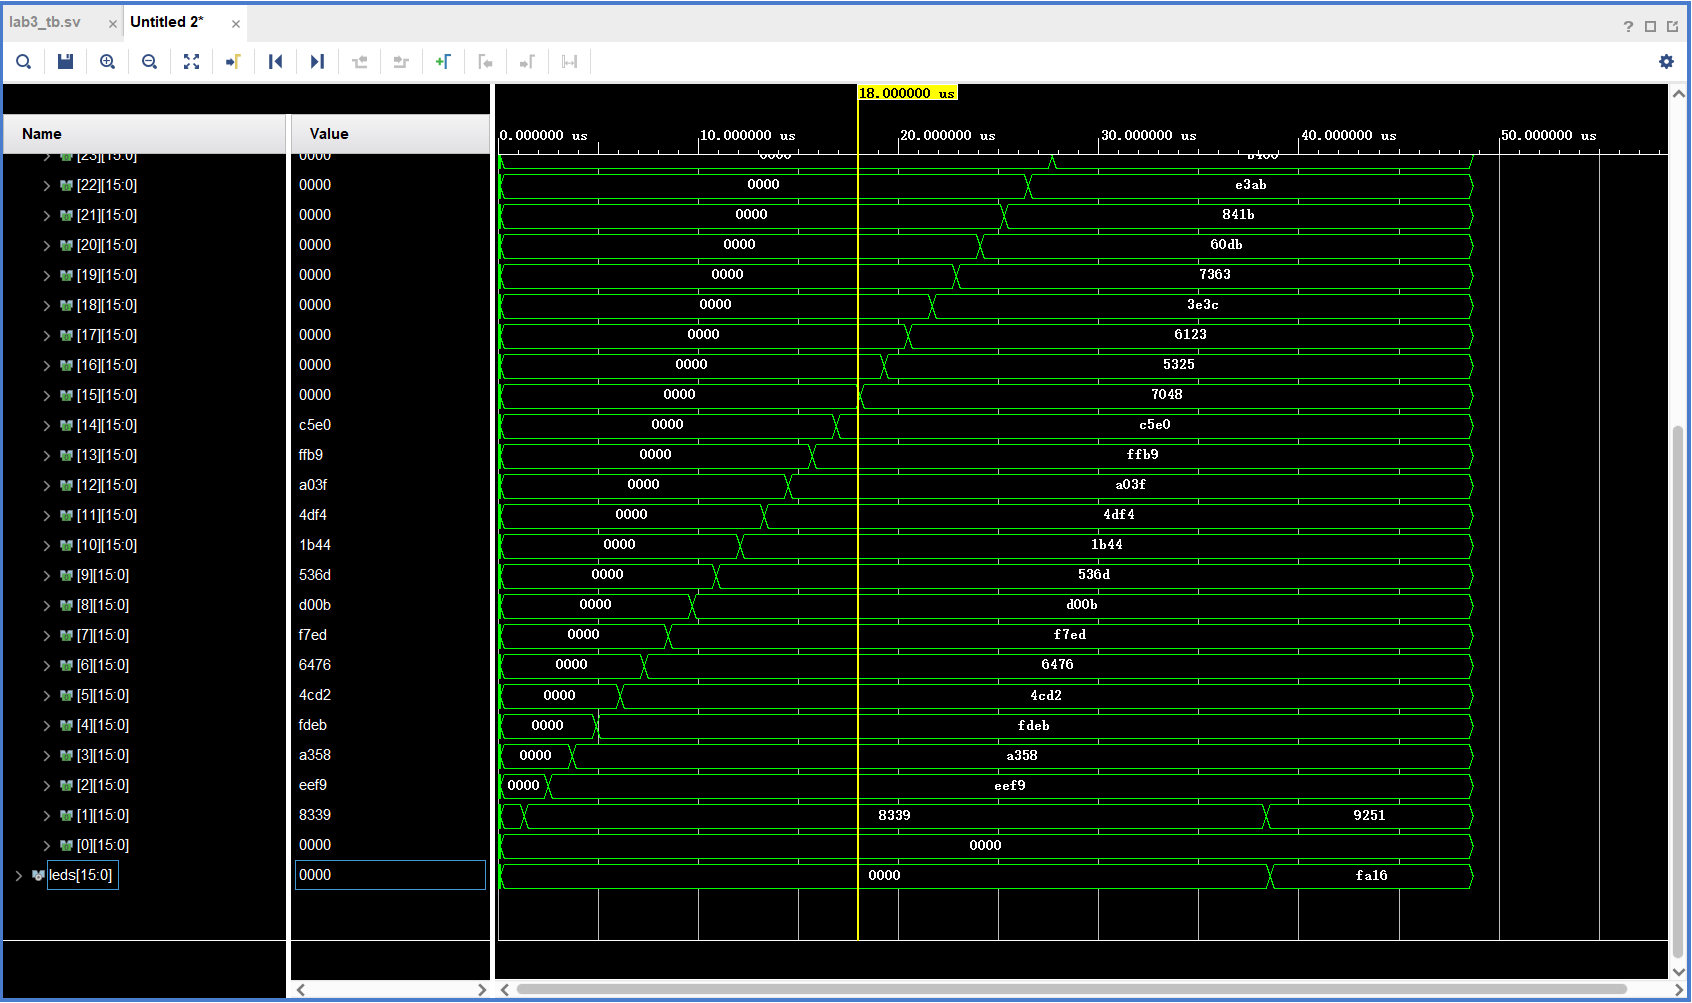 lab3_tb.sv × Untitled 2* ×
?
18.000000 us
Name Value 0.000000 us 10.000000 us 20.000000 us 30.000000 us 40.000000 us 50.000000 us
[23][15:0] 0000 0000 b400
[22][15:0] 0000 0000 e3ab
[21][15:0] 0000 0000 841b
[20][15:0] 0000 0000 60db
[19][15:0] 0000 0000 7363
[18][15:0] 0000 0000 3e3c
[17][15:0] 0000 0000 6123
[16][15:0] 0000 0000 5325
[15][15:0] 0000 0000 7048
[14][15:0] c5e0 0000 c5e0
[13][15:0] ffb9 0000 ffb9
[12][15:0] a03f 0000 a03f
[11][15:0] 4df4 0000 4df4
[10][15:0] 1b44 0000 1b44
[9][15:0] 536d 0000 536d
[8][15:0] d00b 0000 d00b
[7][15:0] f7ed 0000 f7ed
[6][15:0] 6476 0000 6476
[5][15:0] 4cd2 0000 4cd2
[4][15:0] fdeb 0000 fdeb
[3][15:0] a358 0000 a358
[2][15:0] eef9 0000 eef9
[1][15:0] 8339 8339 9251
[0][15:0] 0000 0000
leds[15:0] 0000 0000 fa16